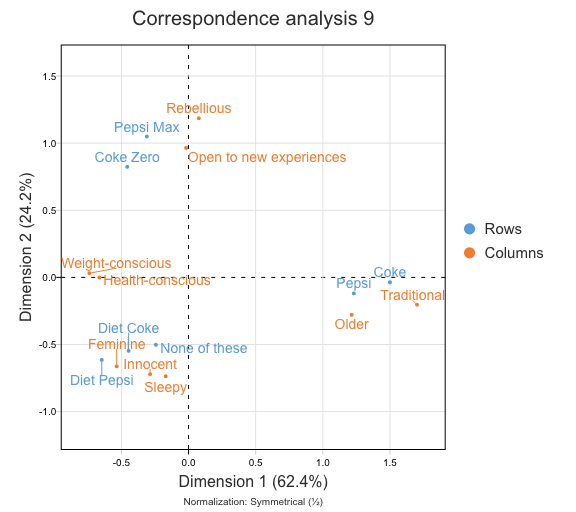 Correspondence analysis 9
Dimension 2 (24.2%)
1.5
1.0
0.5
0.0
-0.5
-1.0
Rebellious
Pepsi Max
Coke Zero
Open to new experiences
Weight-conscious
Health-conscious
Coke
Pepsi
Traditional
Older
Diet Coke
Feminine
None of these
Innocent
Diet Pepsi
Sleepy
Rows
Columns
-0.5
0.0
0.5
1.0
1.5
Dimension 1 (62.4%)
Normalization: Symmetrical (½)